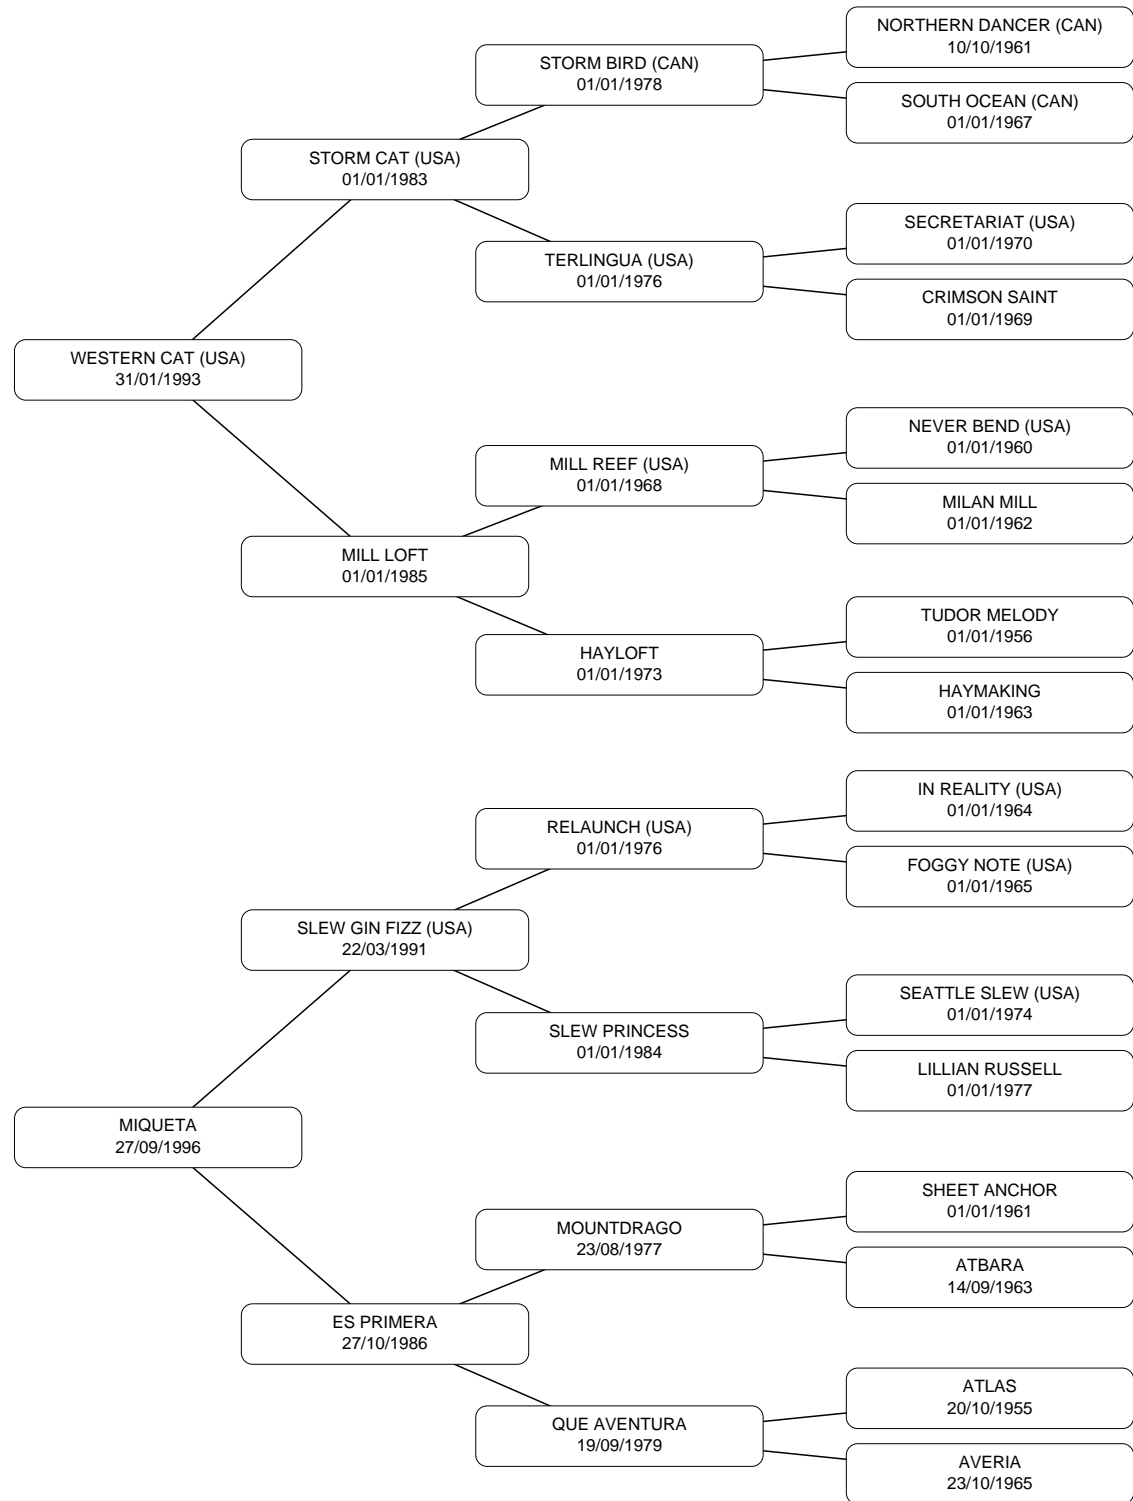 NORTHERN DANCER (CAN)
10/10/1961
STORM BIRD (CAN)
01/01/1978
SOUTH OCEAN (CAN)
01/01/1967
STORM CAT (USA)
01/01/1983
SECRETARIAT (USA)
01/01/1970
TERLINGUA (USA)
01/01/1976
CRIMSON SAINT
01/01/1969
WESTERN CAT (USA)
31/01/1993
NEVER BEND (USA)
01/01/1960
MILL REEF (USA)
01/01/1968
MILAN MILL
01/01/1962
MILL LOFT
01/01/1985
TUDOR MELODY
01/01/1956
HAYLOFT
01/01/1973
HAYMAKING
01/01/1963
IN REALITY (USA)
01/01/1964
RELAUNCH (USA)
01/01/1976
FOGGY NOTE (USA)
01/01/1965
SLEW GIN FIZZ (USA)
22/03/1991
SEATTLE SLEW (USA)
01/01/1974
SLEW PRINCESS
01/01/1984
LILLIAN RUSSELL
01/01/1977
MIQUETA
27/09/1996
SHEET ANCHOR
01/01/1961
MOUNTDRAGO
23/08/1977
ATBARA
14/09/1963
ES PRIMERA
27/10/1986
ATLAS
20/10/1955
QUE AVENTURA
19/09/1979
AVERIA
23/10/1965